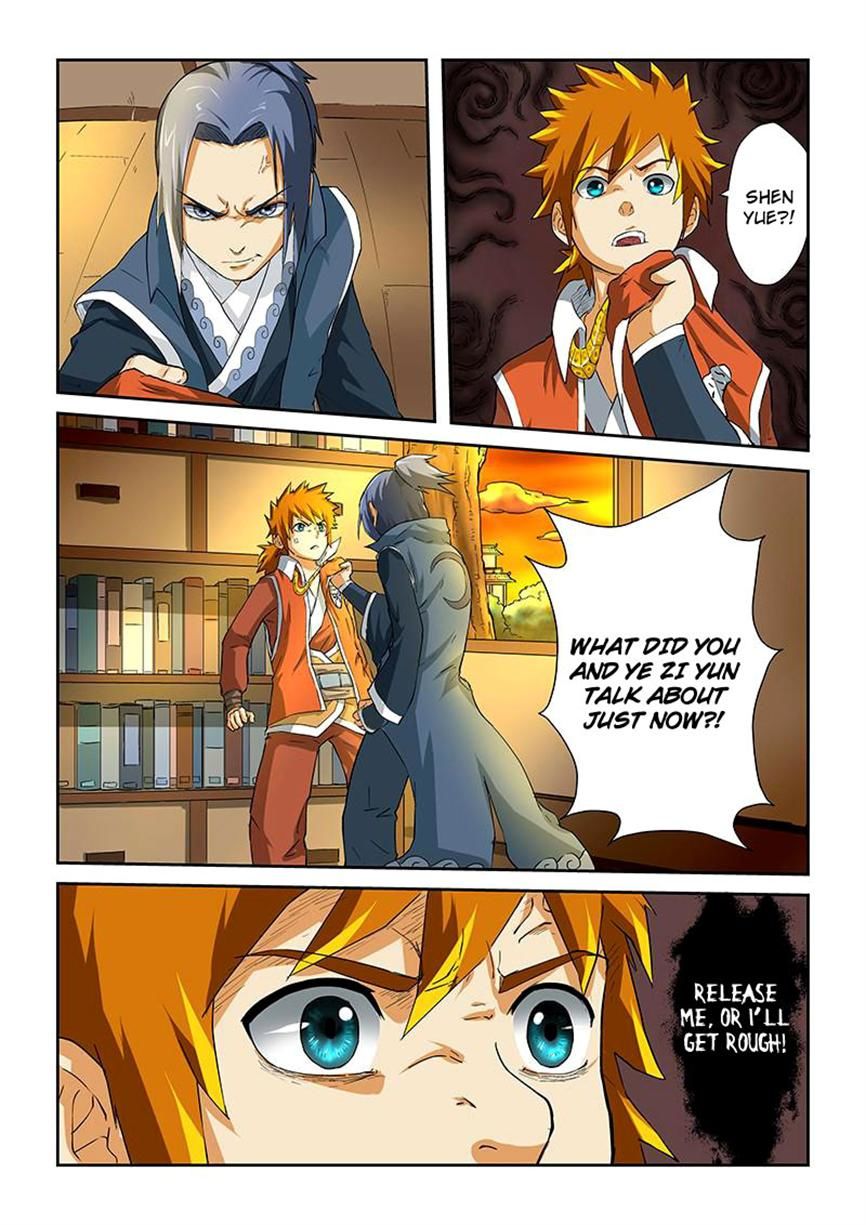 SHEN
YUE?!
WHAT DID YOU
AND YE ZI YUN
TALK ABOUT
JUST NOW?!
RELEASE
ME, OR I'LL
GET ROUGH!